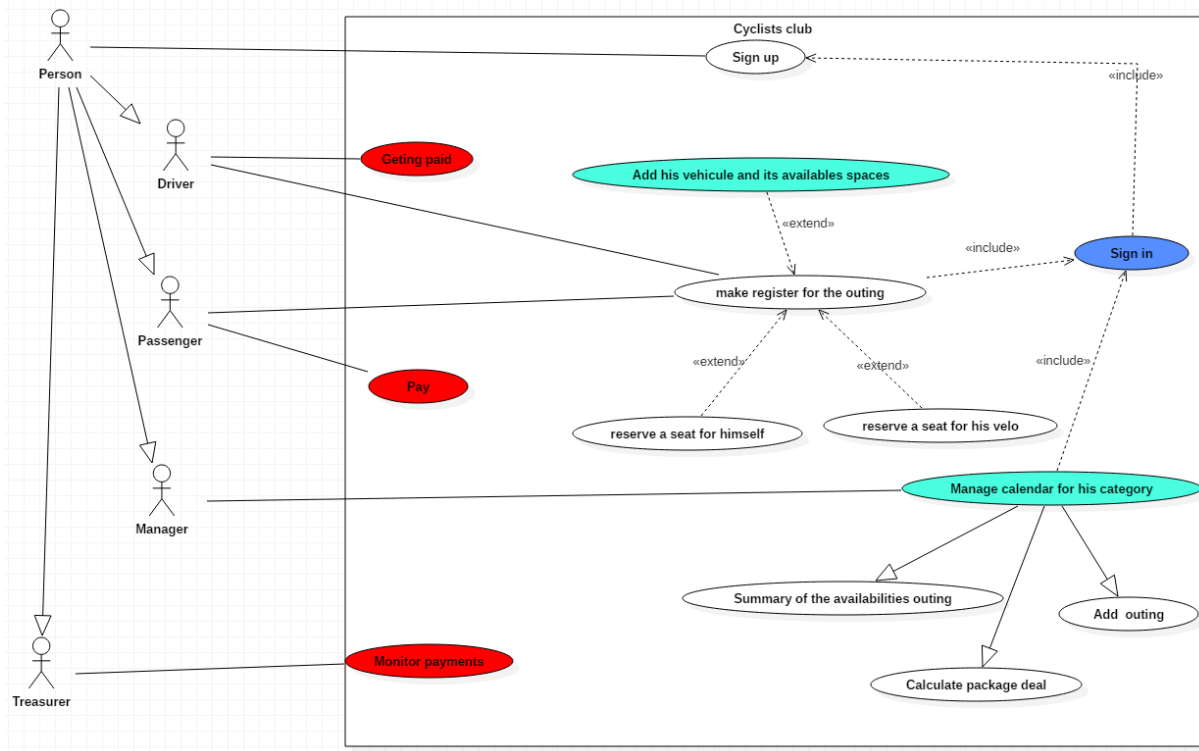 Cyclists club
Person
Sign up
«include»
Driver
Geting paid
Add his vehicule and its availables spaces
«extend»
«include»
Sign in
make register for the outing
Passenger
«extend»
«extend»
«include»
Pay
reserve a seat for himself
reserve a seat for his velo
Manager
Manage calendar for his category
Summary of the availabilities outing
Add outing
Monitor payments
Calculate package deal
Treasurer